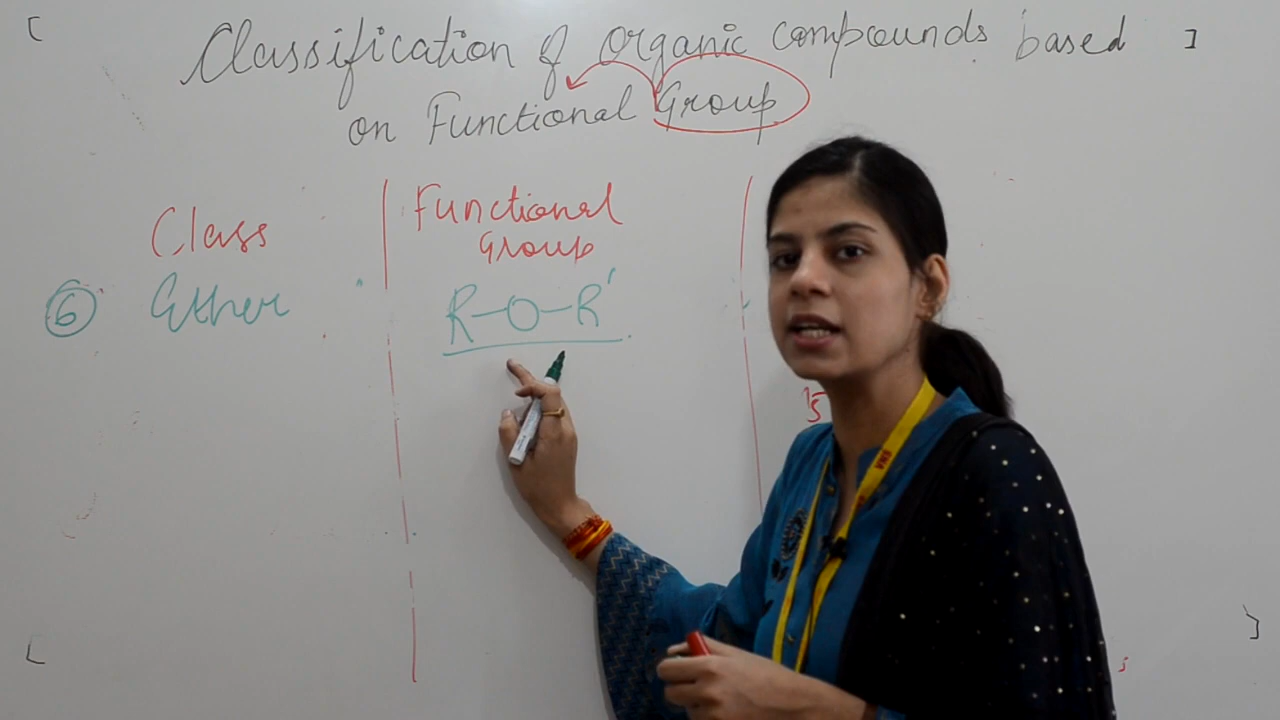 Classification of Organic compounds based
on Functional Group
Class
Functional
Group
6 Ether
R-O-R'